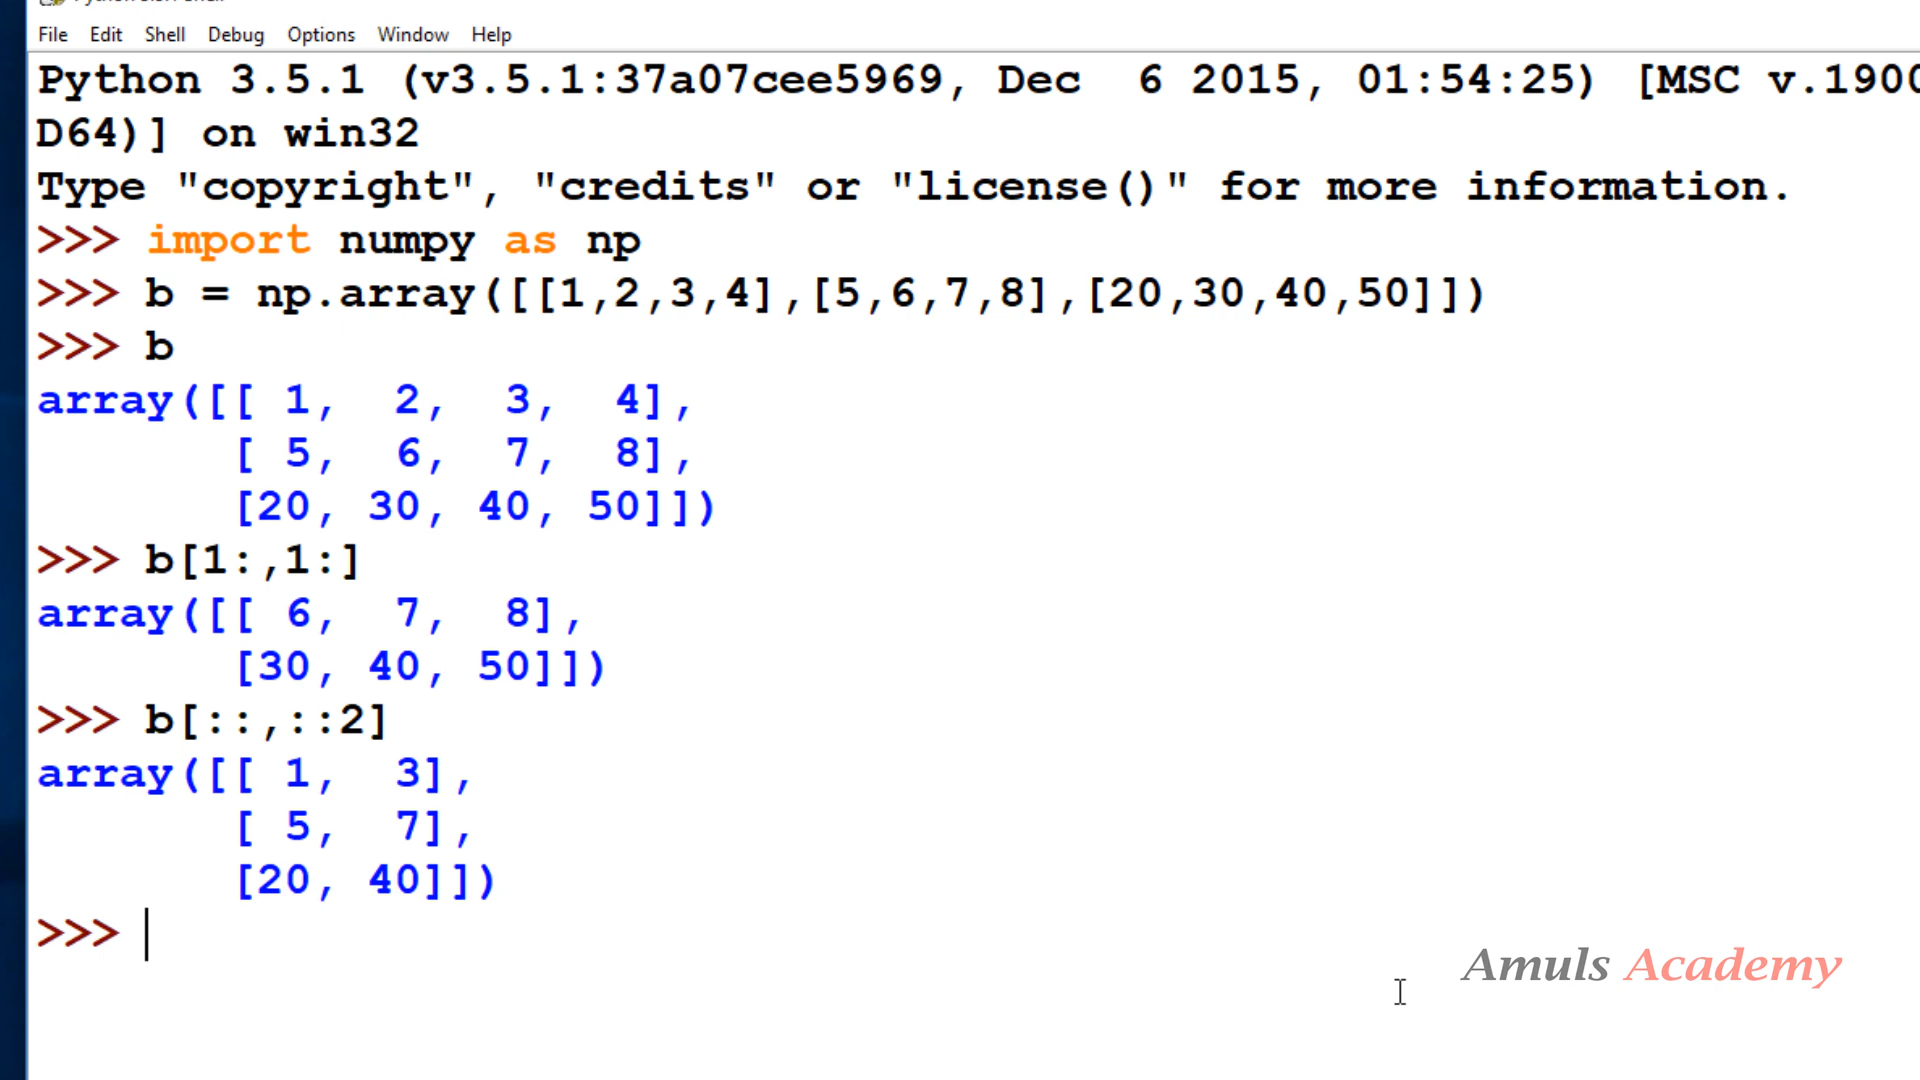 File Edit Shell Debug Options Window Help
Python 3.5.1 (v3.5.1:37a07cee5969, Dec  6 2015, 01:54:25) [MSC v.1900
D64)] on win32
Type "copyright", "credits" or "license()" for more information.
>>> import numpy as np
>>> b = np.array([[1,2,3,4],[5,6,7,8],[20,30,40,50]])
>>> b
array([[ 1,  2,  3,  4],
       [ 5,  6,  7,  8],
       [20, 30, 40, 50]])
>>> b[1:,1:]
array([[ 6,  7,  8],
       [30, 40, 50]])
>>> b[::,::2]
array([[ 1,  3],
       [ 5,  7],
       [20, 40]])
>>>
Amuls Academy